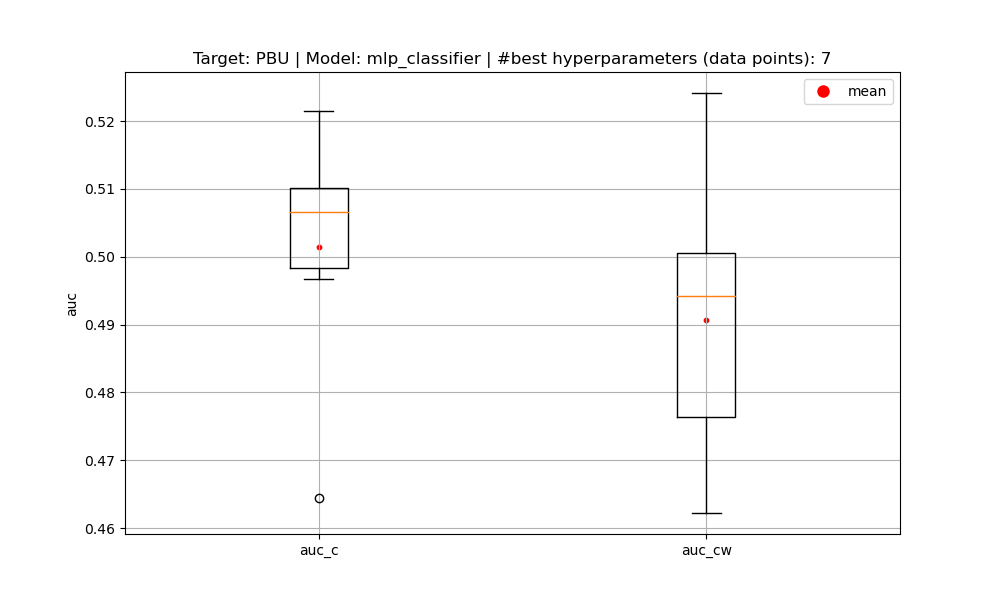 Target: PBU | Model: mlp_classifier | #best hyperparameters (data points): 7
mean
0.52
0.51
0.50
0.49
0.48
0.47
0.46
auc
auc_c
auc_cw